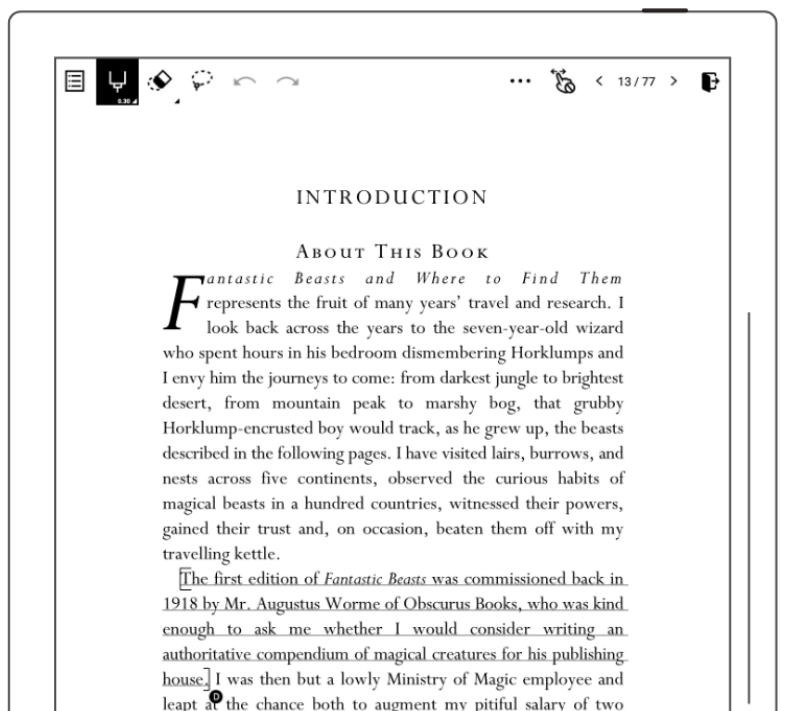 0.30
13 / 77
INTRODUCTION
ABOUT THIS BOOK
Fantastic Beasts and Where to Find Them
represents the fruit of many years’ travel and research. I
look back across the years to the seven-year-old wizard
who spent hours in his bedroom dismembering Horklumps and
I envy him the journeys to come: from darkest jungle to brightest
desert, from mountain peak to marshy bog, that grubby
Horklump-encrusted boy would track, as he grew up, the beasts
described in the following pages. I have visited lairs, burrows, and
nests across five continents, observed the curious habits of
magical beasts in a hundred countries, witnessed their powers,
gained their trust and, on occasion, beaten them off with my
travelling kettle.
The first edition of Fantastic Beasts was commissioned back in
1918 by Mr. Augustus Worme of Obscurus Books, who was kind
enough to ask me whether I would consider writing an
authoritative compendium of magical creatures for his publishing
house. I was then but a lowly Ministry of Magic employee and
D
leapt at the chance both to augment my pitiful salary of two